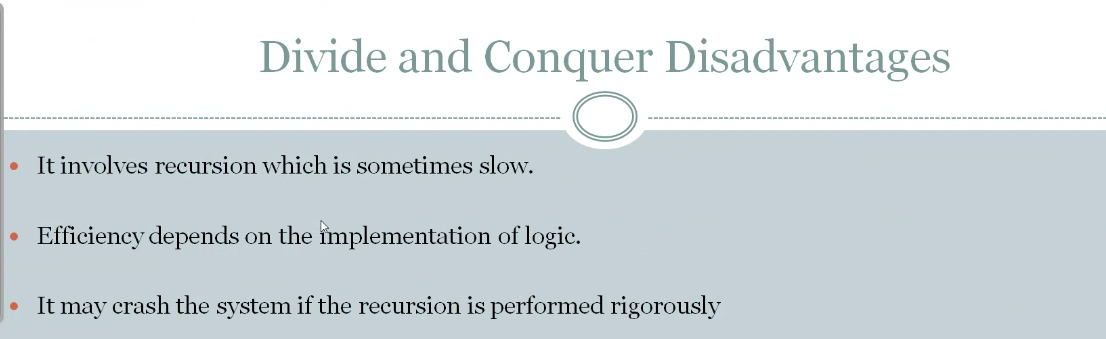 Divide and Conquer Disadvantages
• It involves recursion which is sometimes slow.
• Efficiency depends on the implementation of logic.
• It may crash the system if the recursion is performed rigorously